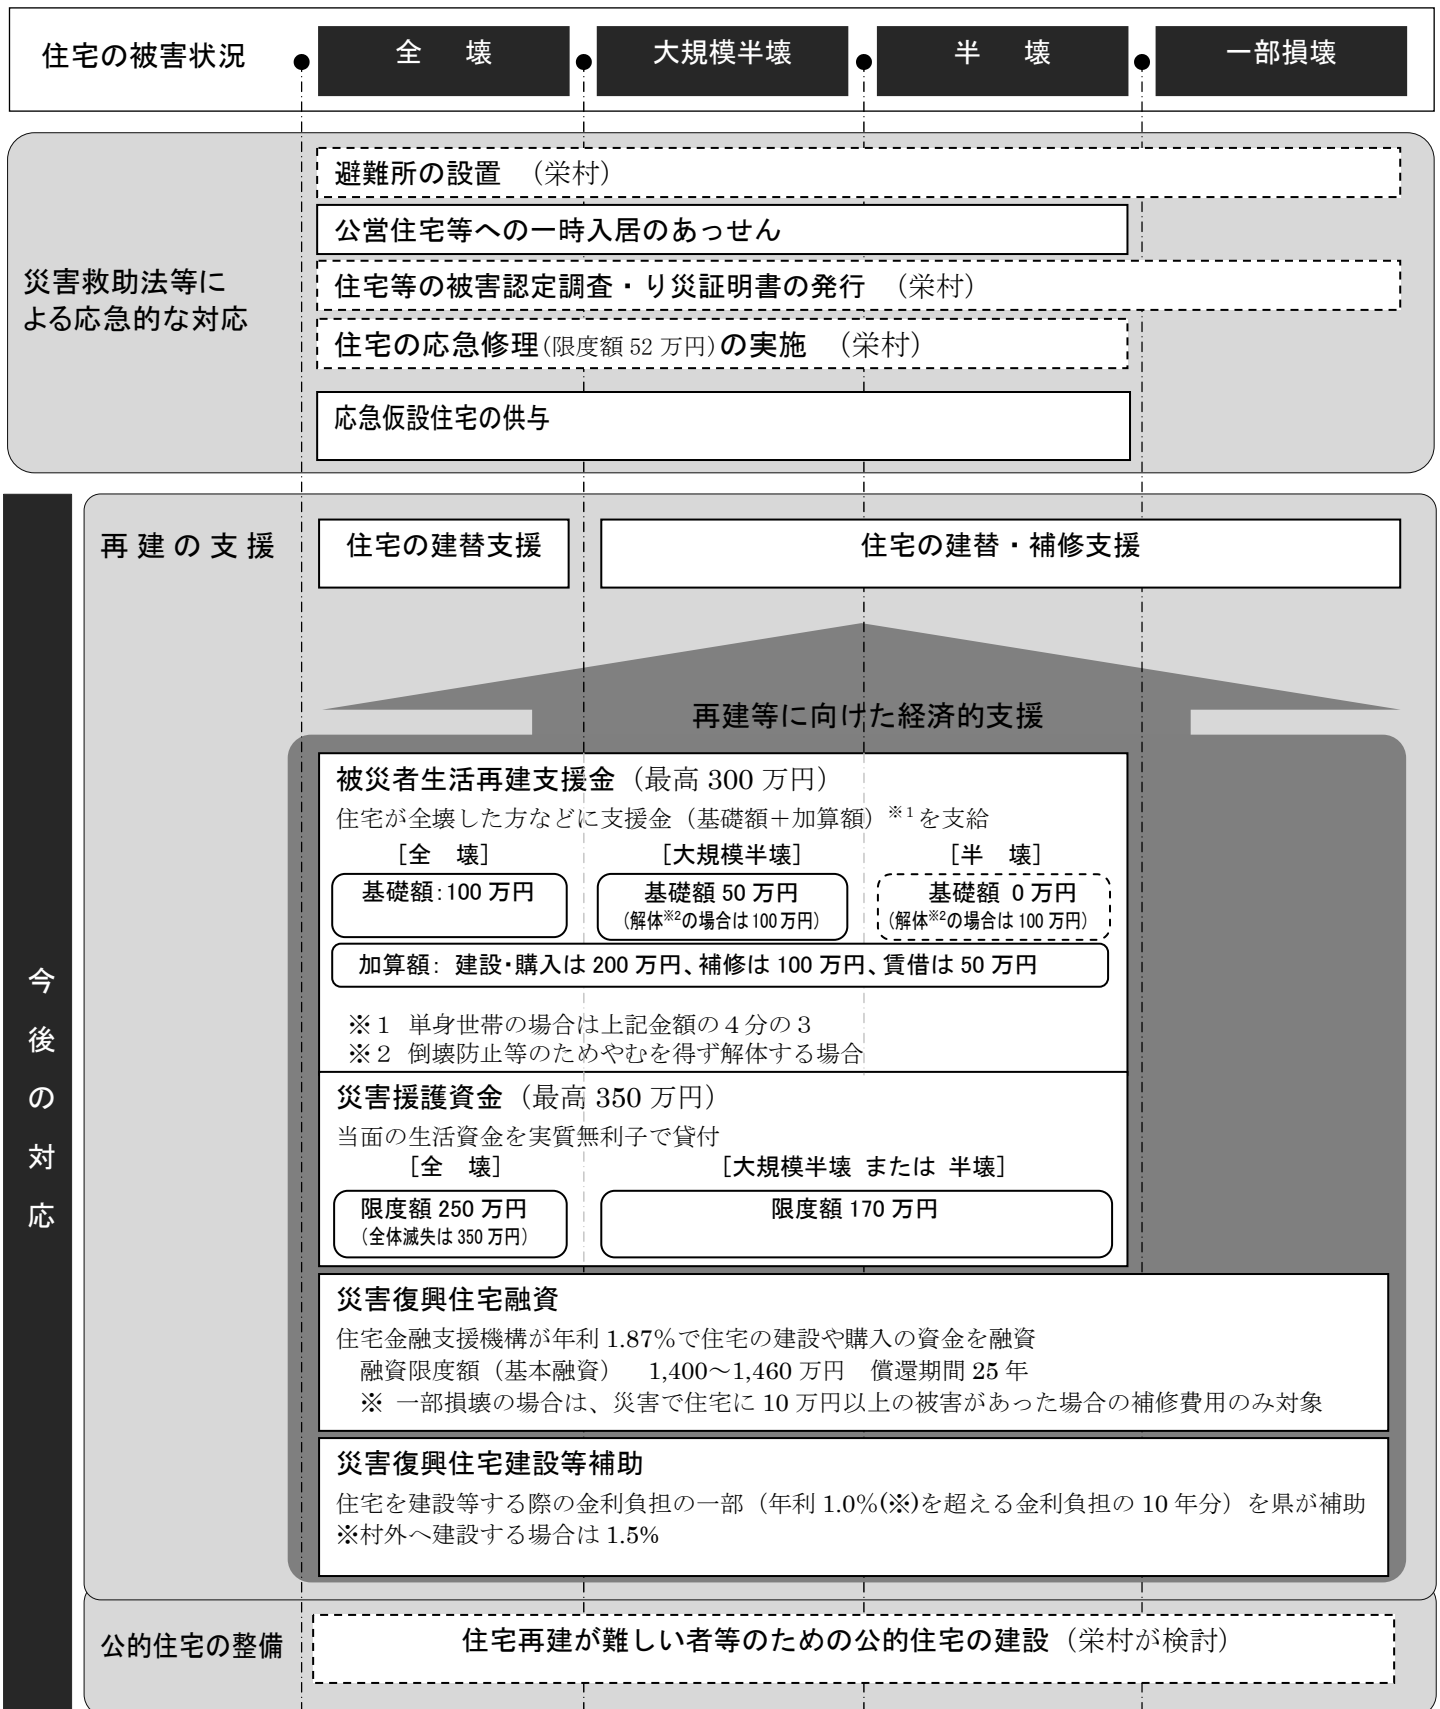 住宅の被害状況
全　壊
大規模半壊
半　壊
一部損壊
災害救助法等に
よる応急的な対応
避難所の設置　（栄村）
公営住宅等への一時入居のあっせん
住宅等の被害認定調査・り災証明書の発行　（栄村）
住宅の応急修理(限度額 52 万円)の実施　（栄村）
応急仮設住宅の供与
今後の対応
再建の支援
住宅の建替支援
住宅の建替・補修支援
再建等に向けた経済的支援
被災者生活再建支援金（最高 300 万円）
住宅が全壊した方などに支援金（基礎額＋加算額）※1を支給
[全　壊]
[大規模半壊]
[半　壊]
基礎額：100 万円
基礎額 50 万円
(解体※2の場合は 100 万円)
基礎額 0 万円
(解体※2の場合は 100 万円)
加算額： 建設・購入は 200 万円、補修は 100 万円、賃借は 50 万円
※１ 単身世帯の場合は上記金額の４分の３
※２ 倒壊防止等のためやむを得ず解体する場合
災害援護資金（最高 350 万円）
当面の生活資金を実質無利子で貸付
[全　壊]
[大規模半壊 または 半壊]
限度額 250 万円
(全体滅失は 350 万円)
限度額 170 万円
災害復興住宅融資
住宅金融支援機構が年利 1.87％で住宅の建設や購入の資金を融資
融資限度額（基本融資）　1,400～1,460 万円　償還期間 25 年
※ 一部損壊の場合は、災害で住宅に 10 万円以上の被害があった場合の補修費用のみ対象
災害復興住宅建設等補助
住宅を建設等する際の金利負担の一部（年利 1.0％(※)を超える金利負担の 10 年分）を県が補助
※村外へ建設する場合は 1.5%
公的住宅の整備
住宅再建が難しい者等のための公的住宅の建設（栄村が検討）